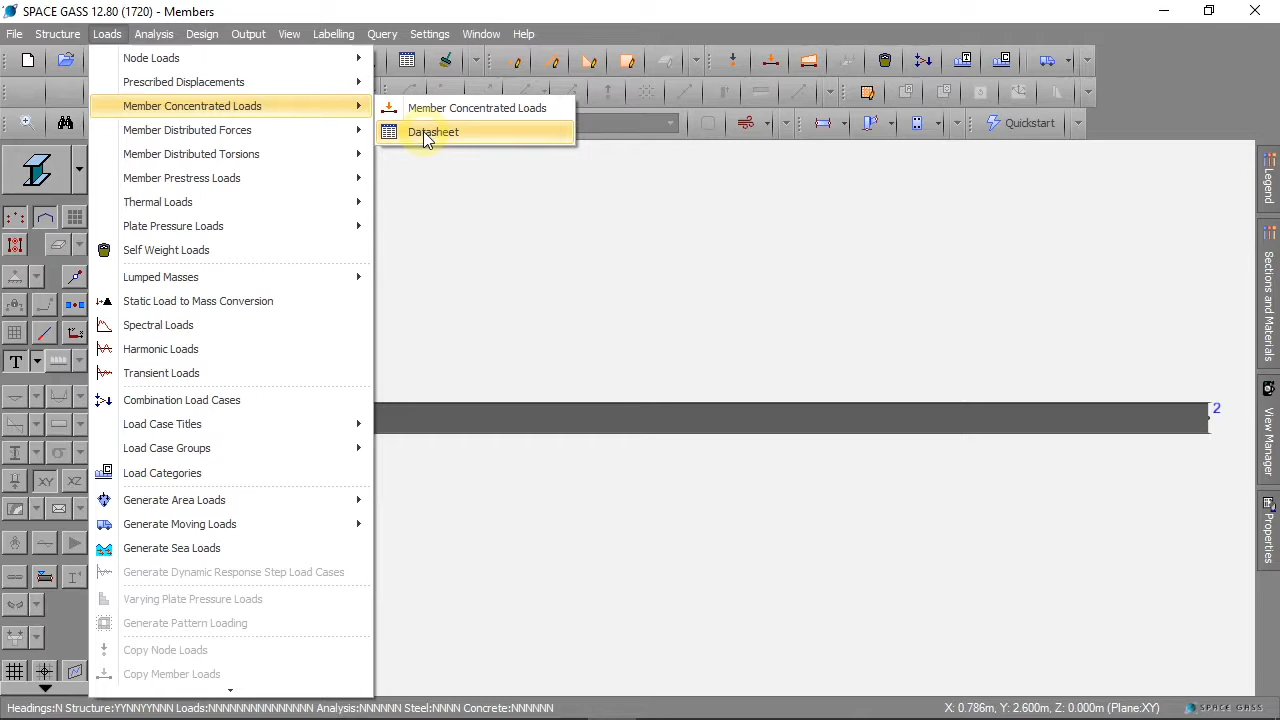 SPACE GASS 12.80 (1720) - Members
File Structure Loads Analysis Design Output View Labelling Query Settings Window Help
Node Loads
Prescribed Displacements
Member Concentrated Loads
Member Concentrated Loads
Datasheet
Quickstart
Member Distributed Forces
Member Distributed Torsions
Member Prestress Loads
Thermal Loads
Plate Pressure Loads
Self Weight Loads
Lumped Masses
Static Load to Mass Conversion
Spectral Loads
Harmonic Loads
Transient Loads
Combination Load Cases
Load Case Titles
Load Case Groups
Load Categories
Generate Area Loads
Generate Moving Loads
Generate Sea Loads
Generate Dynamic Response Step Load Cases
Varying Plate Pressure Loads
Generate Pattern Loading
Copy Node Loads
Copy Member Loads
T
XY XZ
2
Legend
Sections and Materials
View Manager
Properties
Headings:N Structure:YYNNYYNNN Loads:NNNNNNNNNNNNNNN Analysis:NNNNNN Steel:NNNN Concrete:NNNNNN
X: 0.786m, Y: 2.600m, Z: 0.000m (Plane:XY)
SPACE GASS